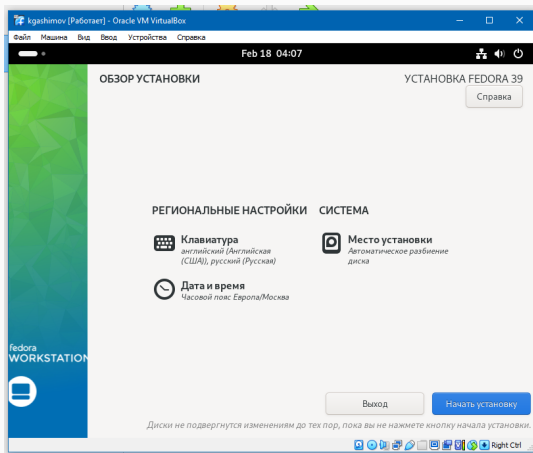 kgashimov [Работает] - Oracle VM VirtualBox
Файл Машина Вид Ввод Устройства Справка
Feb 18 04:07
ОБЗОР УСТАНОВКИ
УСТАНОВКА FEDORA 39
Справка
РЕГИОНАЛЬНЫЕ НАСТРОЙКИ
СИСТЕМА
Клавиатура
английский (Английская
(США)), русский (Русская)
Место установки
Автоматическое разбиение
диска
Дата и время
Часовой пояс Европа/Москва
fedora
WORKSTATION
Выход
Начать установку
Диски не подвергнутся изменениям до тех пор, пока вы не нажмете кнопку начала установки.
Right Ctrl